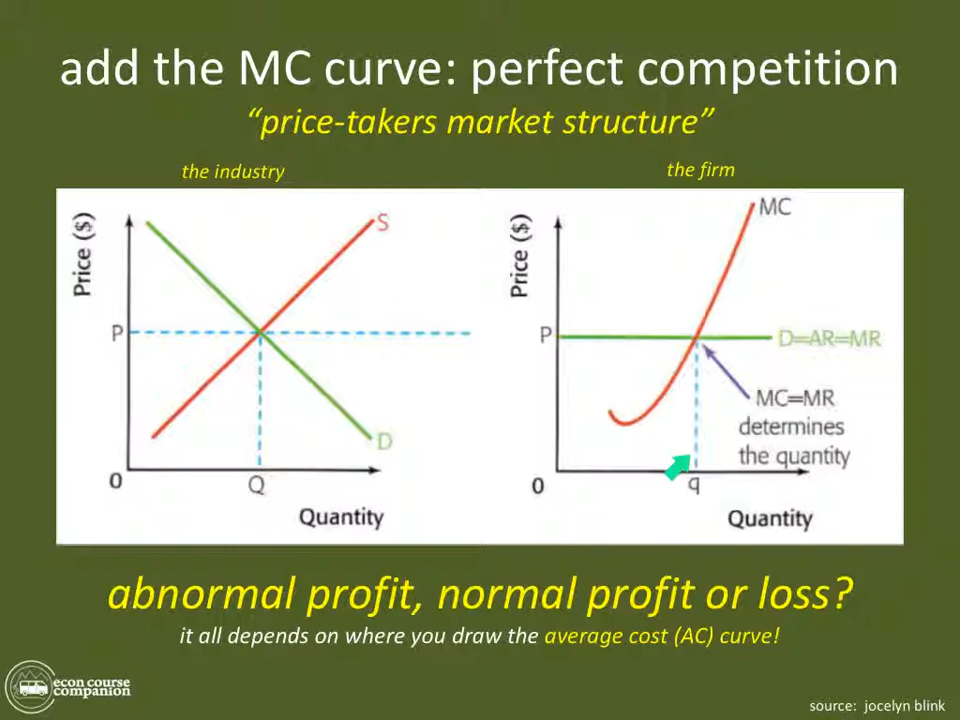 add the MC curve: perfect competition
“price-takers market structure”
the industry
the firm
Price ($)
S
P
D
0
Q
Quantity
Price ($)
MC
P
D=AR=MR
MC=MR
determines
the quantity
0
q
Quantity
abnormal profit, normal profit or loss?
it all depends on where you draw the average cost (AC) curve!
econ course
companion
source: jocelyn blink